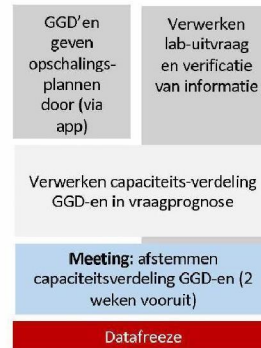 GGD'en
geven
opschalings-
plannen
door (via
app)
Verwerken
lab-uitvraag
en verificatie
van informatie
Verwerken capaciteits-verdeling
GGD-en in vraagprognose
Meeting: afstemmen
capaciteitsverdeling GGD-en (2
weken vooruit)
Datafreeze